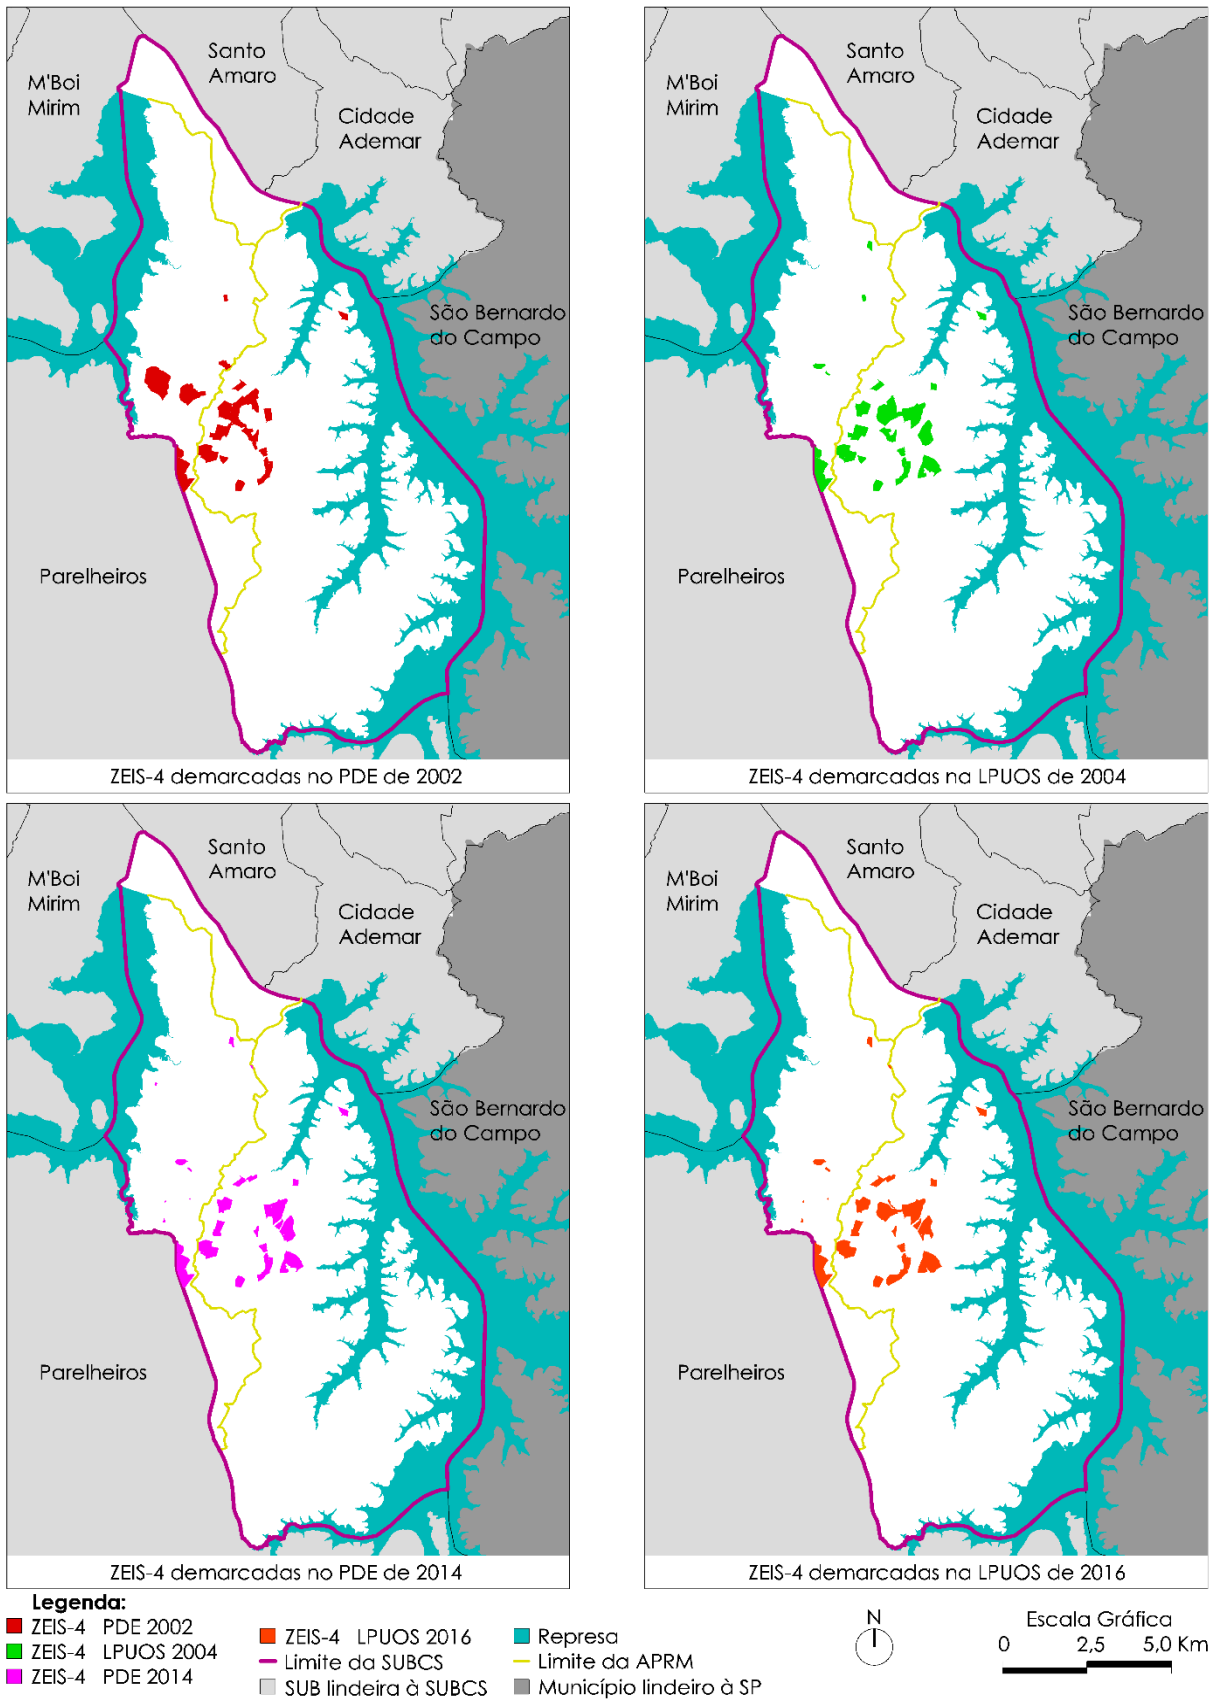 Santo
Amaro
M'Boi
Mirim
Cidade
Ademar
São Bernardo
do Campo
Parelheiros
ZEIS-4 demarcadas no PDE de 2002
Santo
Amaro
M'Boi
Mirim
Cidade
Ademar
São Bernardo
do Campo
Parelheiros
ZEIS-4 demarcadas na LPUOS de 2004
Santo
Amaro
M'Boi
Mirim
Cidade
Ademar
São Bernardo
do Campo
Parelheiros
ZEIS-4 demarcadas no PDE de 2014
Santo
Amaro
M'Boi
Mirim
Cidade
Ademar
São Bernardo
do Campo
Parelheiros
ZEIS-4 demarcadas na LPUOS de 2016
Legenda:
ZEIS-4 PDE 2002
ZEIS-4 LPUOS 2004
ZEIS-4 PDE 2014
ZEIS-4 LPUOS 2016
Limite da SUBCS
SUB lindeira à SUBCS
Represa
Limite da APRM
Município lindeiro à SP
N
Escala Gráfica
0 2,5 5,0 Km